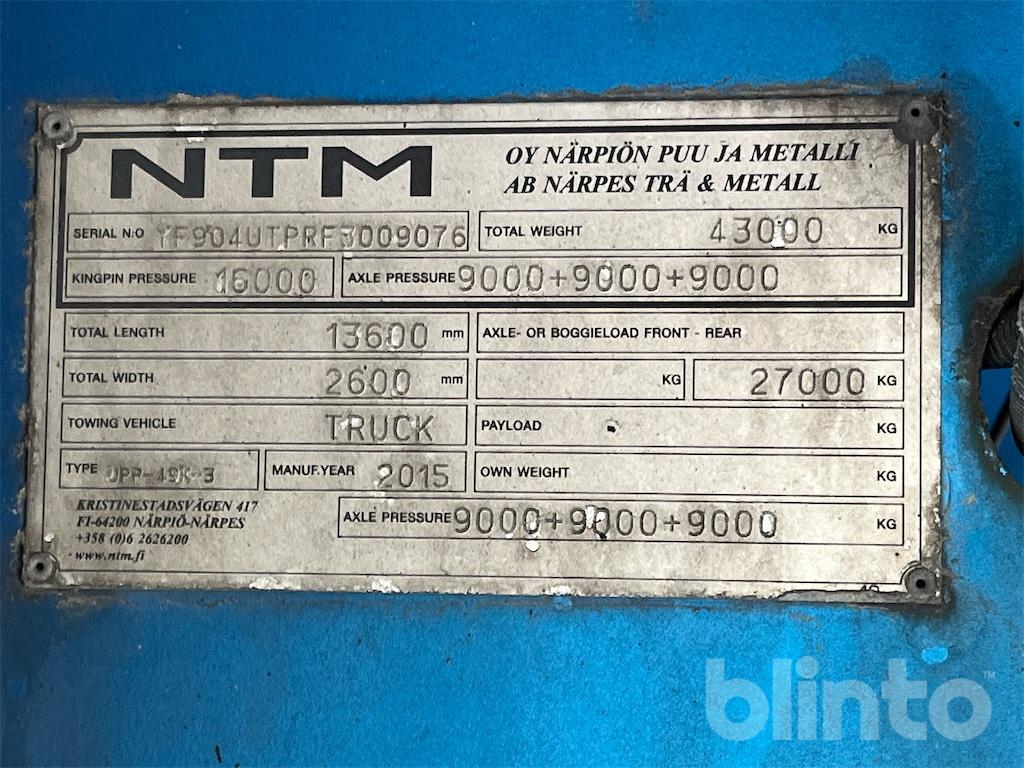 NTM
OY NÄRPIÖN PUU JA METALLI
AB NÄRPES TRÄ & METALL
SERIAL N:O YF904UTPRF3009076
TOTAL WEIGHT 43000 KG
KINGPIN PRESSURE 16000
AXLE PRESSURE 9000+9000+9000
TOTAL LENGTH 13600 mm
AXLE- OR BOGGIELOAD FRONT - REAR
TOTAL WIDTH 2600 mm
KG 27000 KG
TOWING VEHICLE TRUCK
PAYLOAD KG
TYPE
MANUF.YEAR 2015
OWN WEIGHT KG
KRISTINESTADSVÄGEN 417
FI-64200 NÄRPIÖ-NÄRPES
+358 (0)6 2626200
www.ntm.fi
AXLE PRESSURE 9000+9000+9000 KG
blinto™